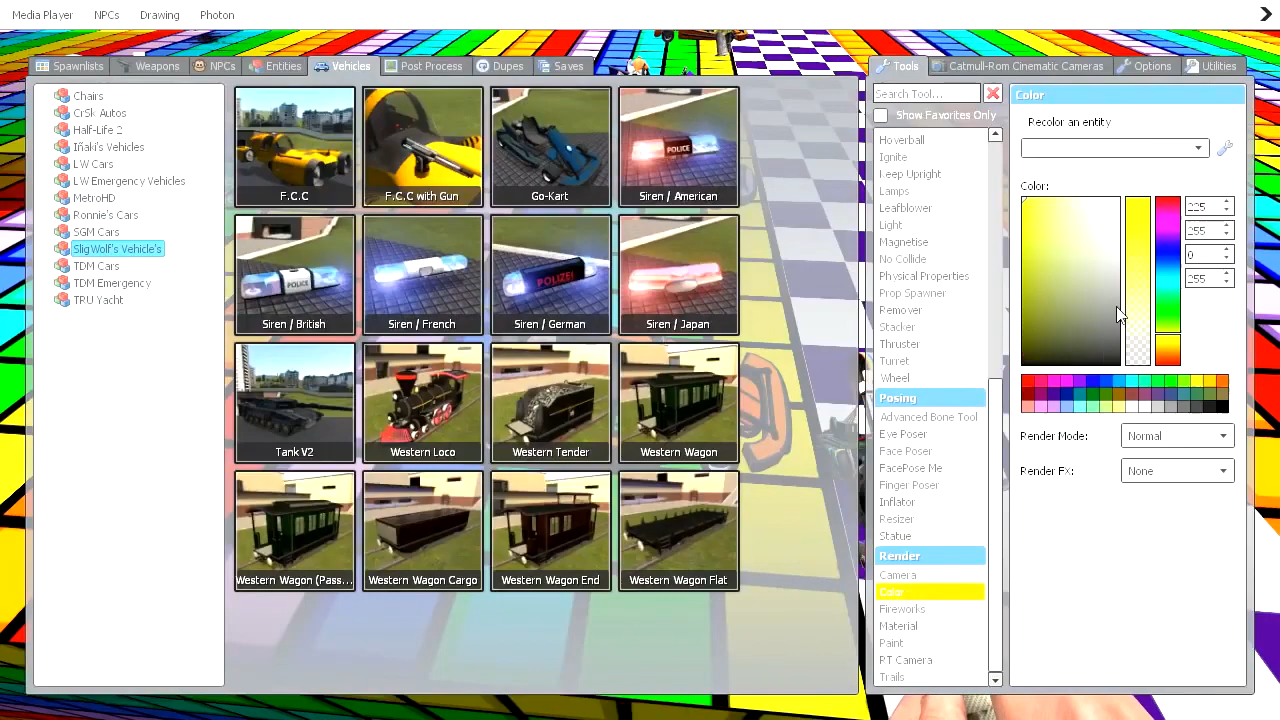 Media Player NPCs Drawing Photon
Spawnlists Weapons NPCs Entities Vehicles Post Process Dupes Saves
Chairs
CrSk Autos
Half-Life 2
Iñaki's Vehicles
LW Cars
LW Emergency Vehicles
MetroHD
Ronnie's Cars
SGM Cars
SligWolf's Vehicle's
TDM Cars
TDM Emergency
TRU Yacht
F.C.C F.C.C with Gun Go-Kart Siren / American
POLICE
Siren / British Siren / French Siren / German Siren / Japan
POLICE
POLIZEI
Tank V2 Western Loco Western Tender Western Wagon
Western Wagon (Pass... Western Wagon Cargo Western Wagon End Western Wagon Flat
Tools Catmull-Rom Cinematic Cameras Options Utilities
Search Tool...
Show Favorites Only
Hoverball
Ignite
Keep Upright
Lamps
Leafblower
Light
Magnetise
No Collide
Physical Properties
Prop Spawner
Remover
Stacker
Thruster
Turret
Wheel
Posing
Advanced Bone Tool
Eye Poser
Face Poser
FacePose Me
Finger Poser
Inflator
Resizer
Statue
Render
Camera
Color
Fireworks
Material
Paint
RT Camera
Trails
Color
Recolor an entity
Color:
225
255
0
255
Render Mode: Normal
Render FX: None